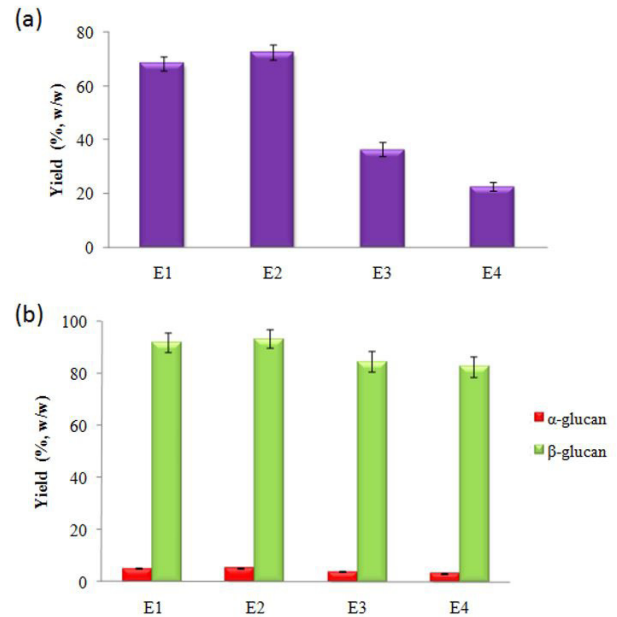 (a)
Yield (%, w/w)
80
60
40
20
0
E1 E2 E3 E4
(b)
Yield (%, w/w)
100
80
60
40
20
0
E1 E2 E3 E4
α-glucan
β-glucan